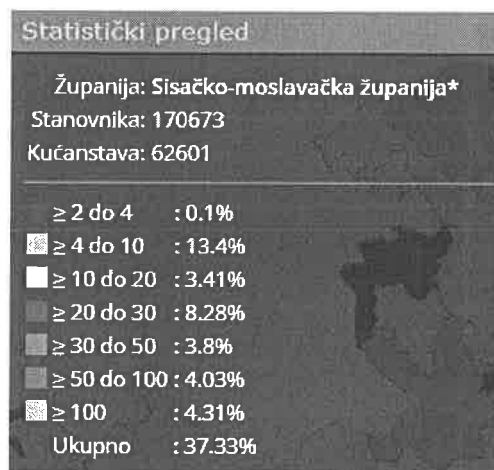 Statistički pregled
Županija: Sisačko-moslavačka županija*
Stanovnika: 170673
Kućanstava: 62601
≥ 2 do 4 : 0.1%
≥ 4 do 10 : 13.4%
≥ 10 do 20 : 3.41%
≥ 20 do 30 : 8.28%
≥ 30 do 50 : 3.8%
≥ 50 do 100 : 4.03%
≥ 100 : 4.31%
Ukupno : 37.33%